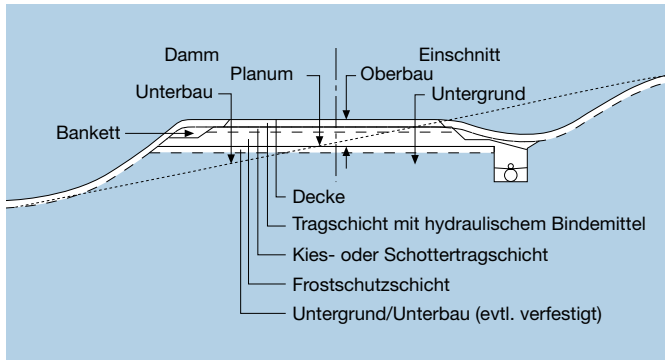 Damm
Einschnitt
Planum
Oberbau
Unterbau
Untergrund
Bankett
Decke
Tragschicht mit hydraulischem Bindemittel
Kies- oder Schottertragschicht
Frostschutzschicht
Untergrund/Unterbau (evtl. verfestigt)